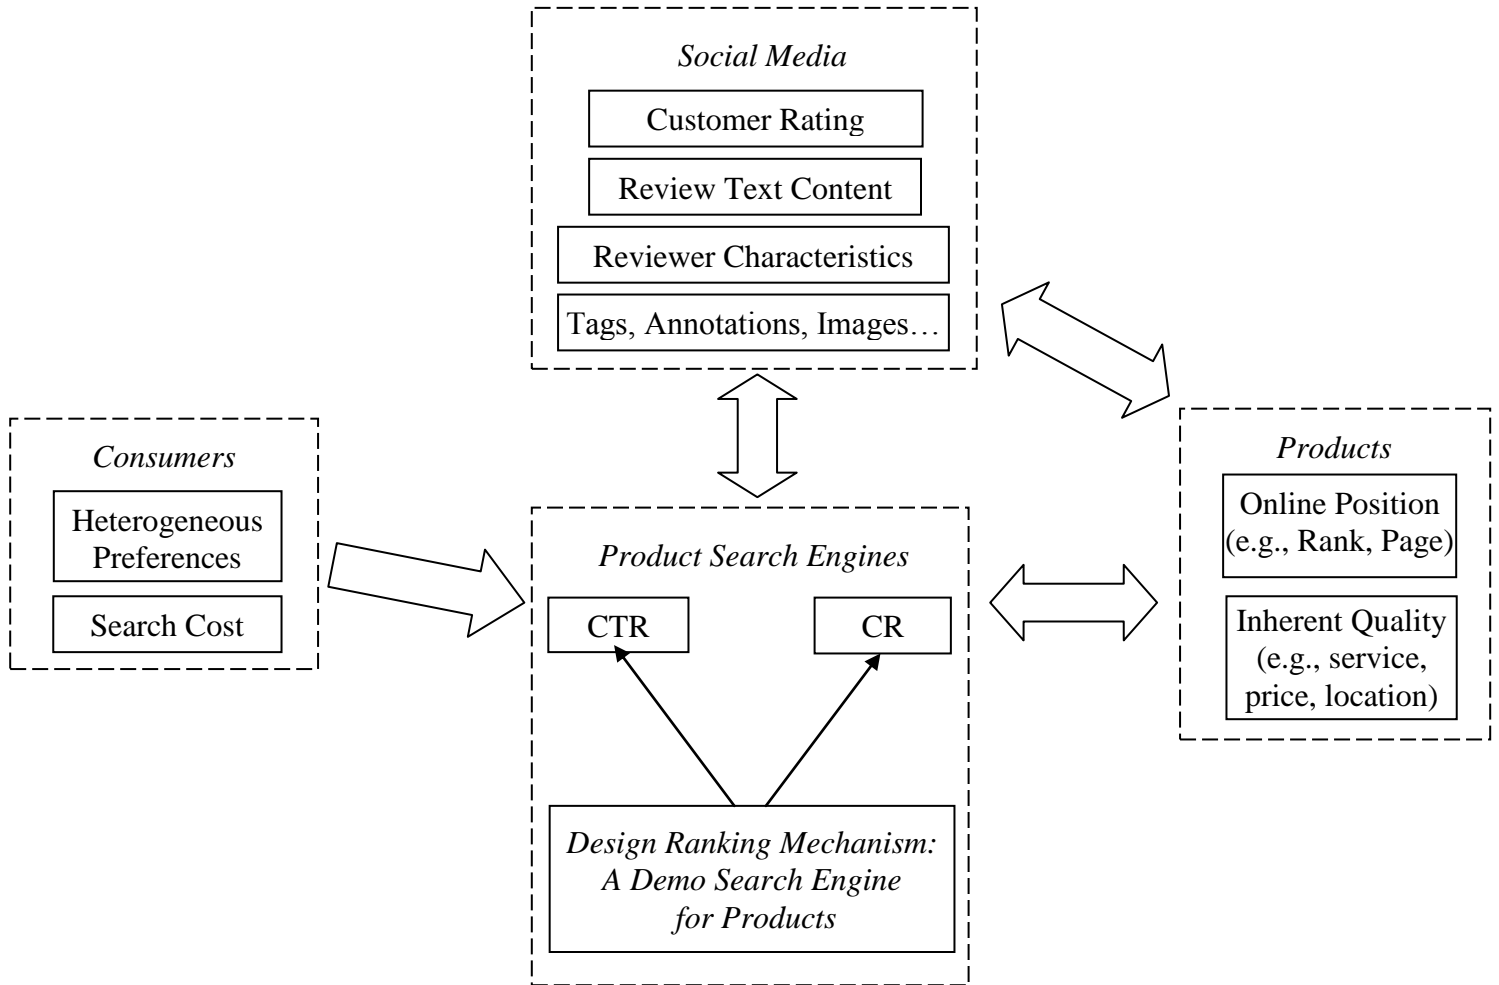 Social Media
Customer Rating
Review Text Content
Reviewer Characteristics
Tags, Annotations, Images…
Consumers
Heterogeneous
Preferences
Search Cost
Product Search Engines
CTR
CR
Design Ranking Mechanism:
A Demo Search Engine
for Products
Products
Online Position
(e.g., Rank, Page)
Inherent Quality
(e.g., service,
price, location)